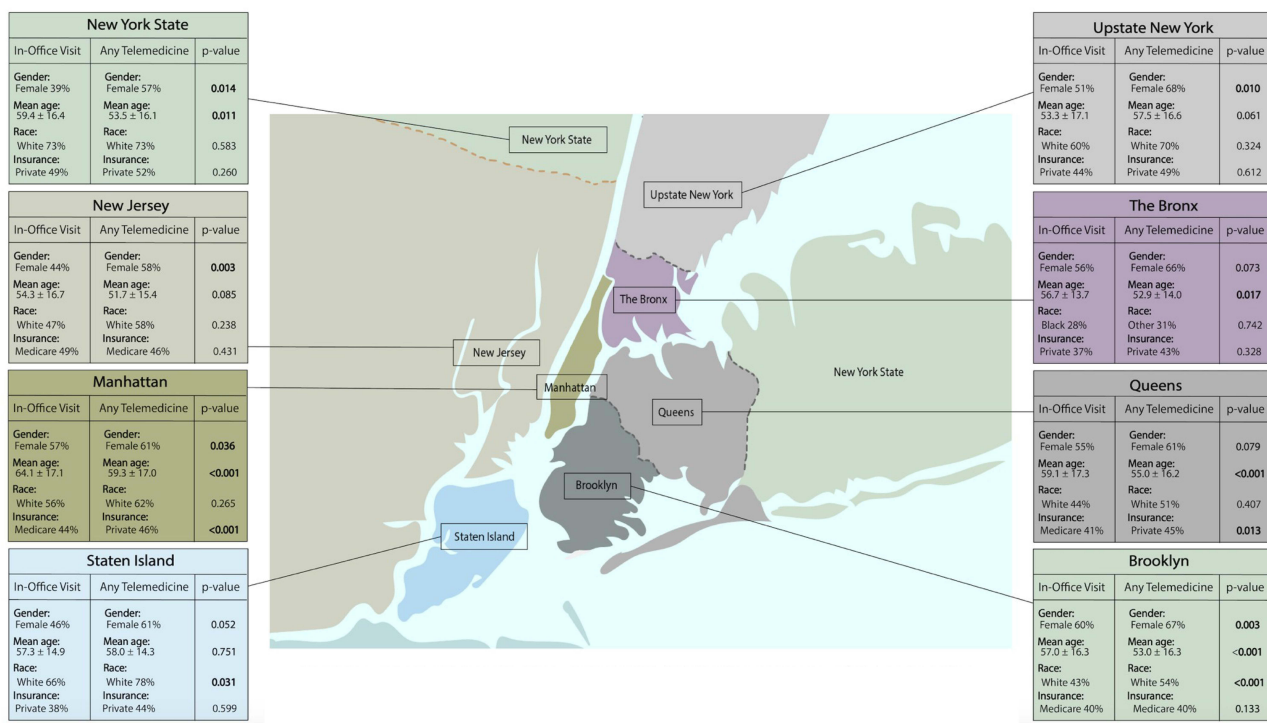 New York State
In-Office Visit Any Telemedicine p-value
Gender: Gender:
Female 39% Female 57% 0.014
Mean age: Mean age:
59.4 ± 16.4 53.5 ± 16.1 0.011
Race: Race:
White 73% White 73% 0.583
Insurance: Insurance:
Private 49% Private 52% 0.260
New Jersey
In-Office Visit Any Telemedicine p-value
Gender: Gender:
Female 44% Female 58% 0.003
Mean age: Mean age:
54.3 ± 16.7 51.7 ± 15.4 0.085
Race: Race:
White 47% White 58% 0.238
Insurance: Insurance:
Medicare 49% Medicare 46% 0.431
Manhattan
In-Office Visit Any Telemedicine p-value
Gender: Gender:
Female 57% Female 61% 0.036
Mean age: Mean age:
64.1 ± 17.1 59.3 ± 17.0 <0.001
Race: Race:
White 56% White 62% 0.265
Insurance: Insurance:
Medicare 44% Private 46% <0.001
Staten Island
In-Office Visit Any Telemedicine p-value
Gender: Gender:
Female 46% Female 61% 0.052
Mean age: Mean age:
57.3 ± 14.9 58.0 ± 14.3 0.751
Race: Race:
White 66% White 78% 0.031
Insurance: Insurance:
Private 38% Private 44% 0.599
New York State
Upstate New York
The Bronx
New Jersey
Manhattan
New York State
Queens
Brooklyn
Staten Island
Upstate New York
In-Office Visit Any Telemedicine p-value
Gender: Gender:
Female 51% Female 68% 0.010
Mean age: Mean age:
53.3 ± 17.1 57.5 ± 16.6 0.061
Race: Race:
White 60% White 70% 0.324
Insurance: Insurance:
Private 44% Private 49% 0.612
The Bronx
In-Office Visit Any Telemedicine p-value
Gender: Gender:
Female 56% Female 66% 0.073
Mean age: Mean age:
56.7 ± 13.7 52.9 ± 14.0 0.017
Race: Race:
Black 28% Other 31% 0.742
Insurance: Insurance:
Private 37% Private 43% 0.328
Queens
In-Office Visit Any Telemedicine p-value
Gender: Gender:
Female 55% Female 61% 0.079
Mean age: Mean age:
59.1 ± 17.3 55.0 ± 16.2 <0.001
Race: Race:
White 44% White 51% 0.407
Insurance: Insurance:
Medicare 41% Private 45% 0.013
Brooklyn
In-Office Visit Any Telemedicine p-value
Gender: Gender:
Female 60% Female 67% 0.003
Mean age: Mean age:
57.0 ± 16.3 53.0 ± 16.3 <0.001
Race: Race:
White 43% White 54% <0.001
Insurance: Insurance:
Medicare 40% Medicare 40% 0.133